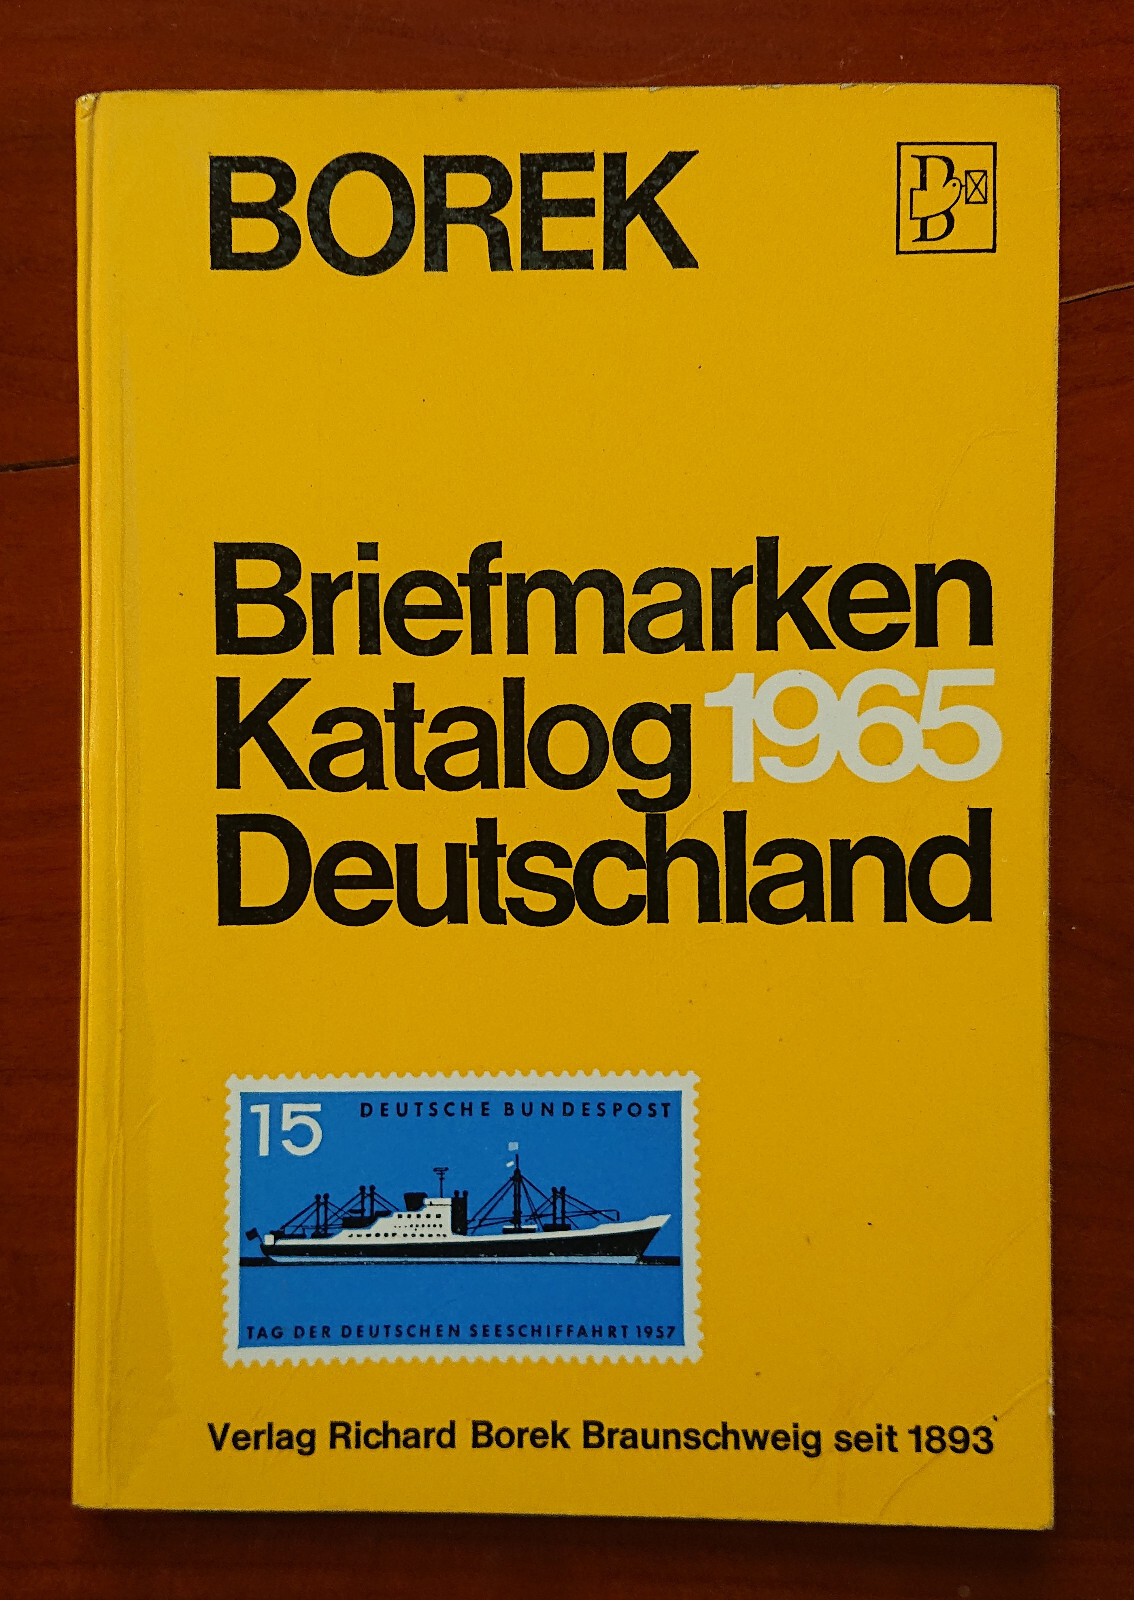 BOREK
D
B
Briefmarken
Katalog 1965
Deutschland
15
DEUTSCHE BUNDESPOST
TAG DER DEUTSCHEN SEESCHIFFAHRT 1957
Verlag Richard Borek Braunschweig seit 1893